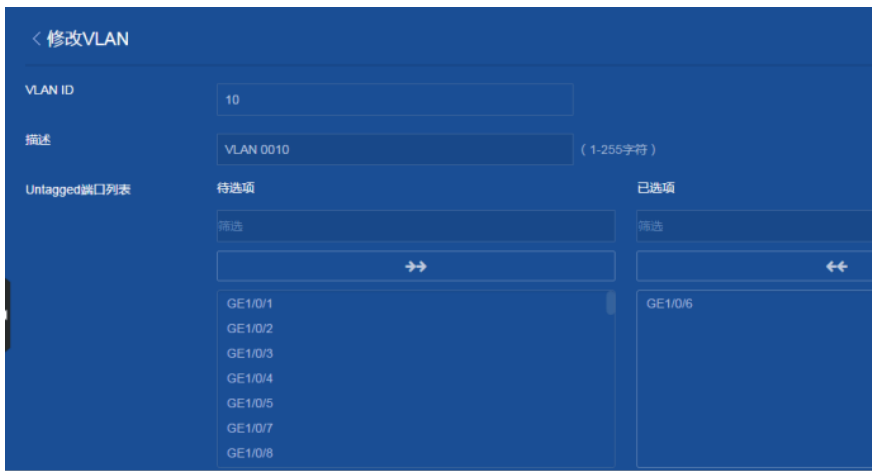 修改VLAN
VLAN ID
10
描述
VLAN 0010
（1-255字符）
Untagged端口列表
待选项
已选项
筛选
筛选
GE1/0/1
GE1/0/6
GE1/0/2
GE1/0/3
GE1/0/4
GE1/0/5
GE1/0/7
GE1/0/8